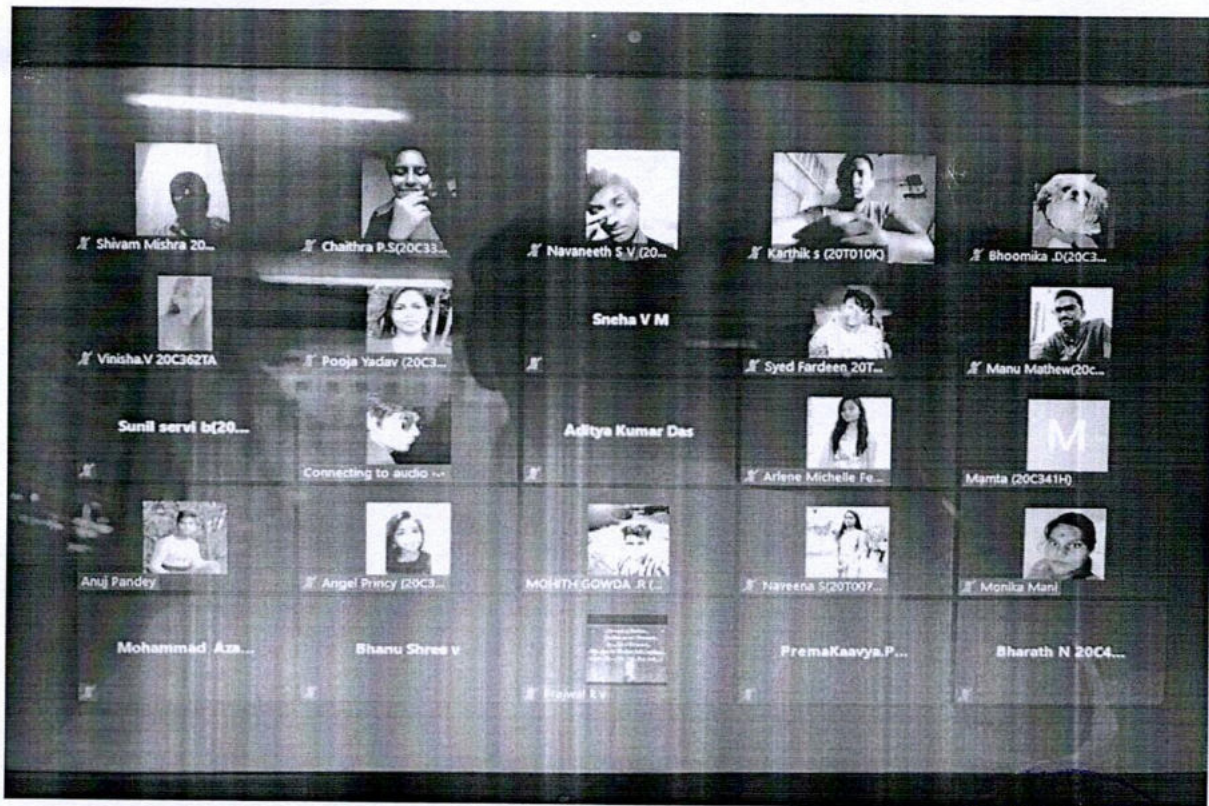 Shivam Mishra 20...
Chaithra P.S(20C33...
Navaneeth S V (20...
Karthik s (20T010K)
Bhoomika .D(20C3...
Vinisha.V 20C362TA
Pooja Yadav (20C3...
Sneha V M
Syed Fardeen 20T...
Manu Mathew(20c...
Sunil servi b(20...
Connecting to audio ...
Aditya Kumar Das
Arlene Michelle Fe...
M
Mamta (20C341H)
Anuj Pandey
Angel Princy (20C3...
MOHITH GOWDA .R (...
Naveena S(20T007...
Monika Mani
Mohammad Aza...
Bhanu Shree v
Prajwal R v
PremaKaavya.P...
Bharath N 20C4...